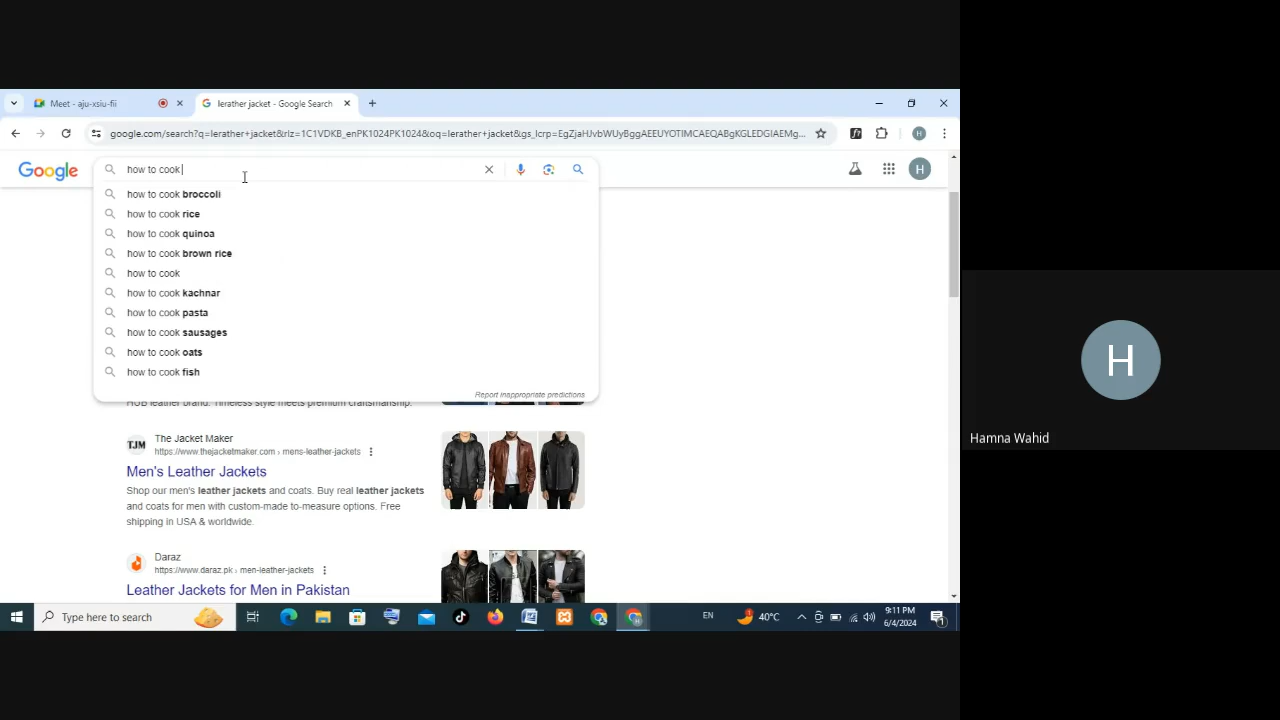 Meet - aju-xsiu-fii
lerather jacket - Google Search
google.com/search?q=lerather+jacket&rlz=1C1VDKB_enPK1024PK1024&oq=lerather+jacket&gs_lcrp=EgZjaHJvbWUyBggAEEUYOTIMCAEQABgKGLEDGIAEMg...
H
Google
how to cook
H
how to cook broccoli
how to cook rice
how to cook quinoa
how to cook brown rice
how to cook
how to cook kachnar
how to cook pasta
how to cook sausages
how to cook oats
how to cook fish
Report inappropriate predictions
HUB leather brand. Timeless style meets premium craftsmanship.
TJM
The Jacket Maker
https://www.thejacketmaker.com › mens-leather-jackets
Men's Leather Jackets
Shop our men's leather jackets and coats. Buy real leather jackets
and coats for men with custom-made to-measure options. Free
shipping in USA & worldwide.
Daraz
https://www.daraz.pk › men-leather-jackets
Leather Jackets for Men in Pakistan
Type here to search
EN
40°C
9:11 PM
6/4/2024
1
H
Hamna Wahid